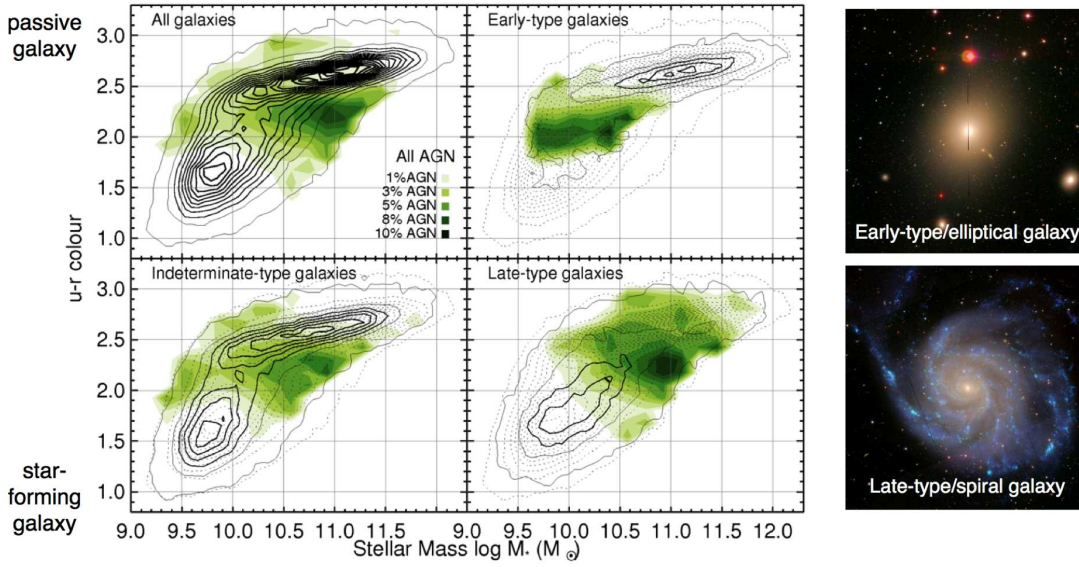 passive
galaxy
All galaxies
Early-type galaxies
3.0
2.5
2.0
1.5
1.0
All AGN
1%AGN
3% AGN
5% AGN
8% AGN
10% AGN
Early-type/elliptical galaxy
u-r colour
Indeterminate-type galaxies
Late-type galaxies
3.0
2.5
2.0
1.5
1.0
star-
forming
galaxy
Late-type/spiral galaxy
9.0 9.5 10.0 10.5 11.0 11.5 9.0 9.5 10.0 10.5 11.0 11.5 12.0
Stellar Mass log M* (M☉)